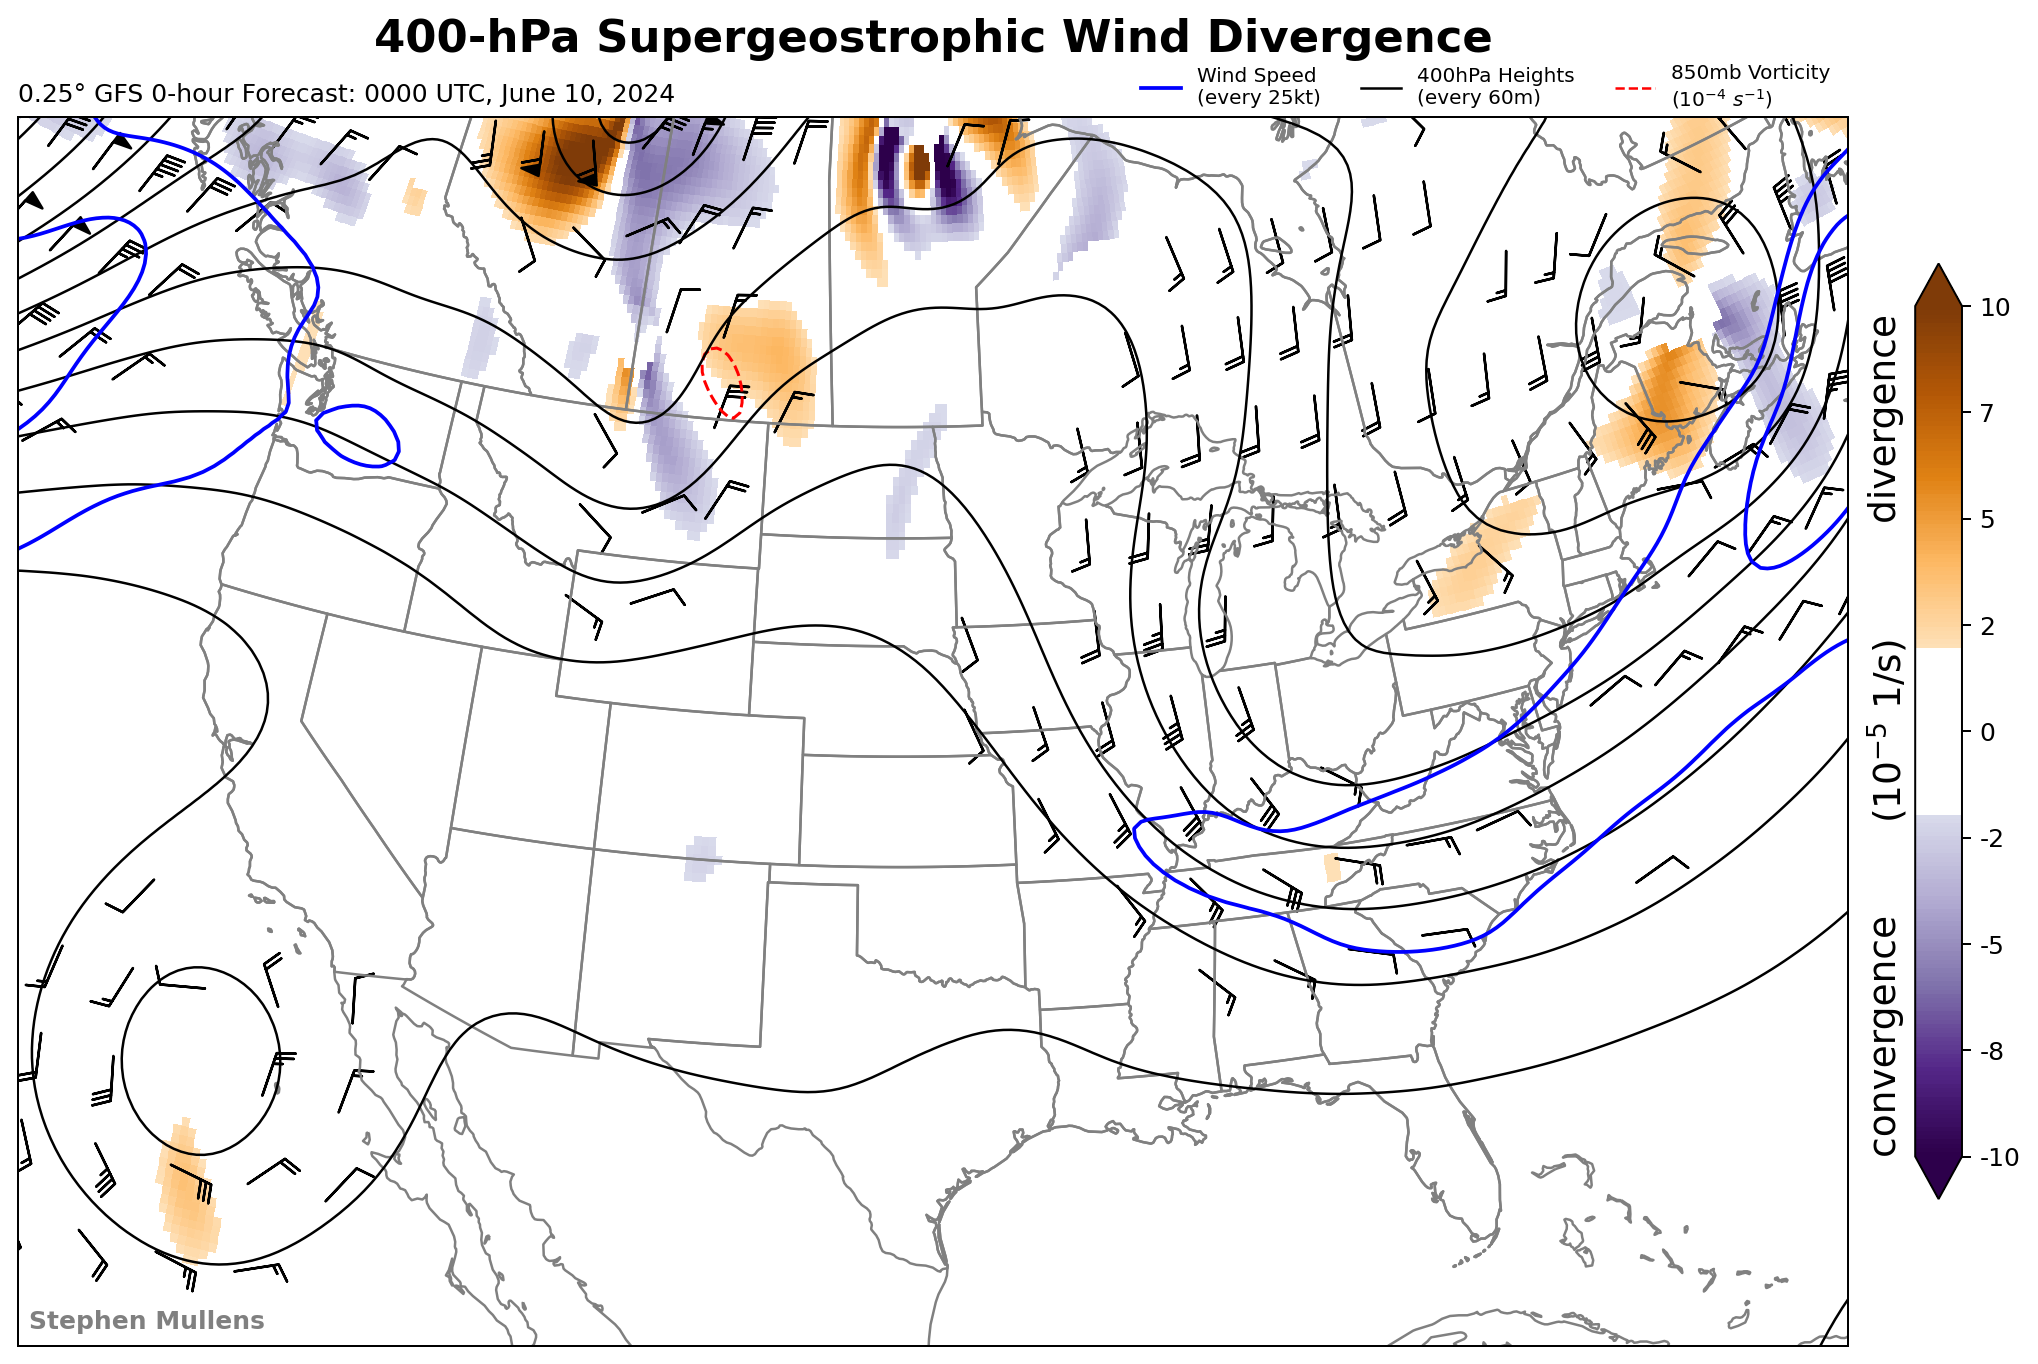 400-hPa Supergeostrophic Wind Divergence
0.25° GFS 0-hour Forecast: 0000 UTC, June 10, 2024
Wind Speed
(every 25kt)
400hPa Heights
(every 60m)
850mb Vorticity
(10⁻⁴ s⁻¹)
10
7
5
2
0
-2
-5
-8
-10
convergence (10⁻⁵ 1/s) divergence
Stephen Mullens